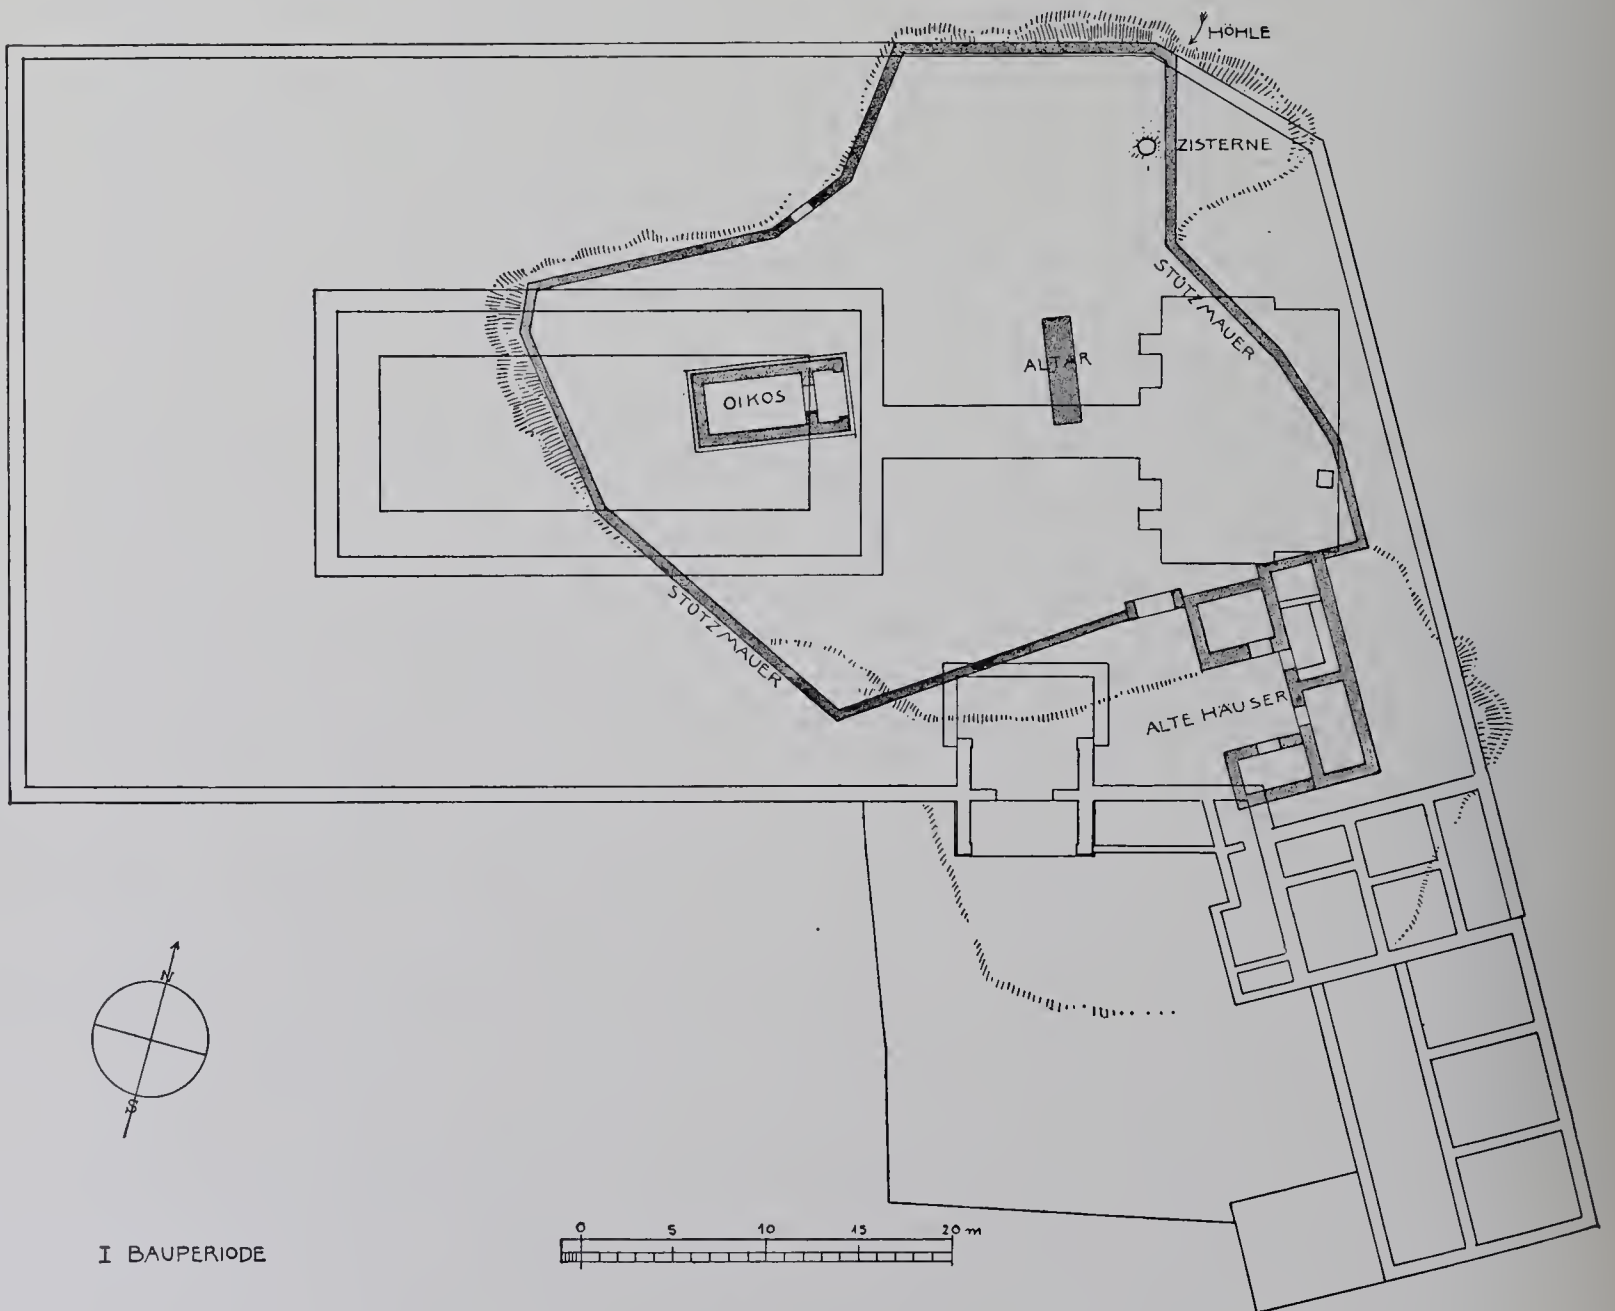 HÖHLE
ZISTERNE
STÜTZMAUER
ALTAR
OIKOS
STÜTZMAUER
ALTE HÄUSER
N
S
0 5 10 15 20 m
I BAUPERIODE